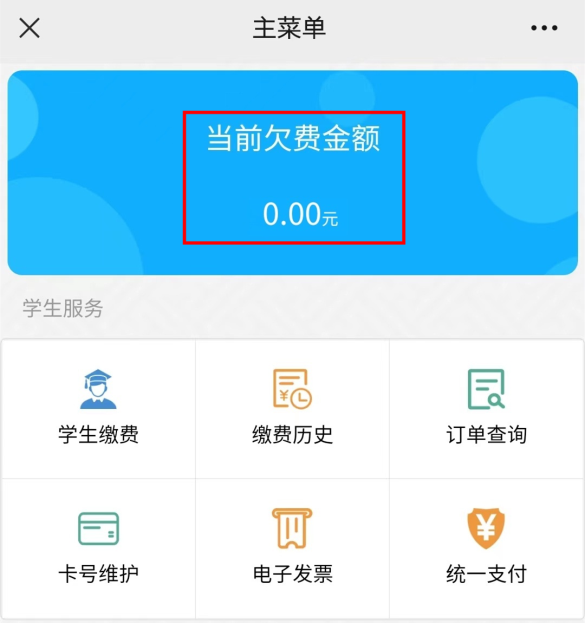 主菜单
当前欠费金额
0.00元
学生服务
学生缴费
缴费历史
订单查询
卡号维护
电子发票
统一支付